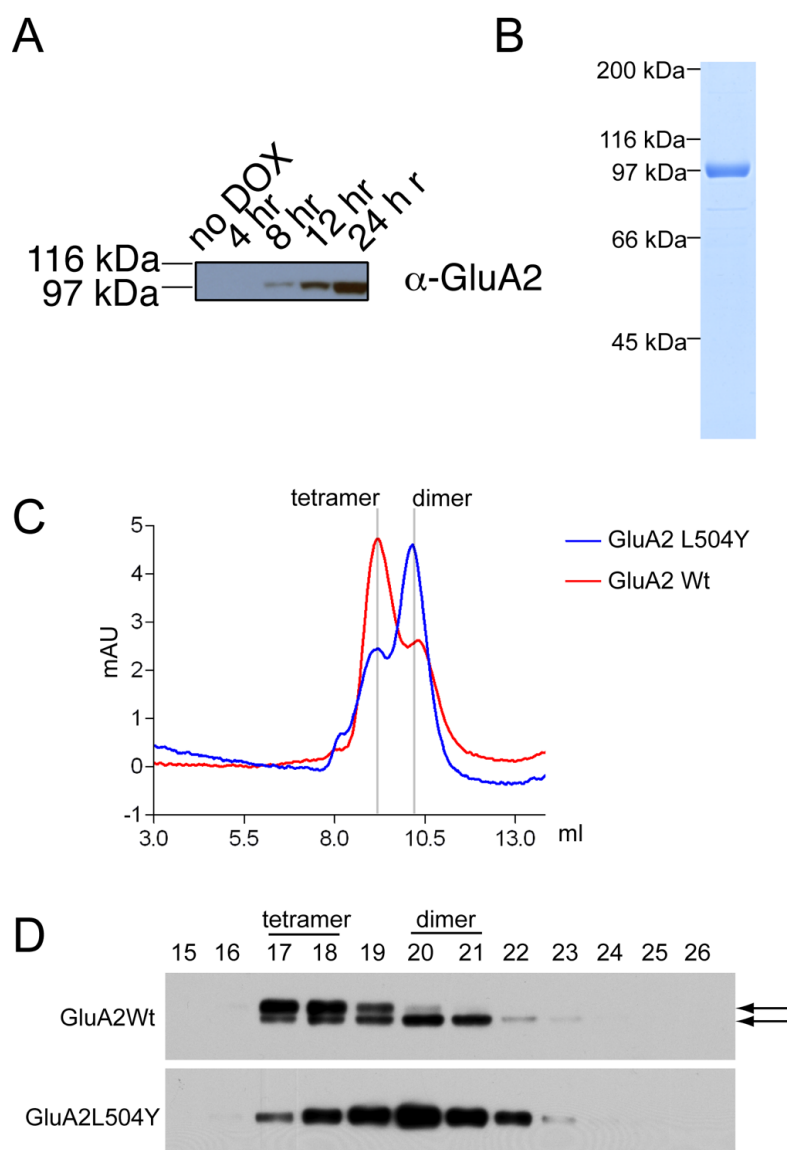 A
no DOX
4 hr
8 hr
12 hr
24 h r
116 kDa
97 kDa
α-GluA2
B
200 kDa
116 kDa
97 kDa
66 kDa
45 kDa
C
tetramer dimer
5
4
3
2
1
0
-1
mAU
3.0 5.5 8.0 10.5 13.0 ml
GluA2 L504Y
GluA2 Wt
D
tetramer dimer
15 16 17 18 19 20 21 22 23 24 25 26
GluA2Wt
GluA2L504Y